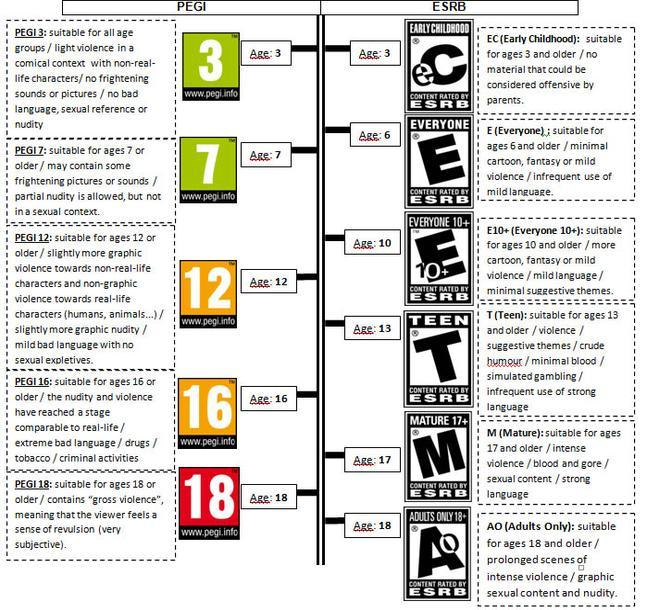 PEGI
ESRB
PEGI 3: suitable for all age
groups / light violence in a
comical context with non-real-
life characters/ no frightening
sounds or pictures / no bad
language, sexual reference or
nudity
3
™
www.pegi.info
Age: 3
PEGI 7: suitable for ages 7 or
older / may contain some
frightening pictures or sounds /
partial nudity is allowed, but not
in a sexual context.
7
™
www.pegi.info
Age: 7
PEGI 12: suitable for ages 12 or
older / slightly more graphic
violence towards non-real-life
characters and non-graphic
violence towards real-life
characters (humans, animals...) /
slightly more graphic nudity /
mild bad language with no
sexual expletives.
12
™
www.pegi.info
Age: 12
PEGI 16: suitable for ages 16 or
older / the nudity and violence
have reached a stage
comparable to real-life /
extreme bad language / drugs /
tobacco / criminal activities
16
™
www.pegi.info
Age: 16
PEGI 18: suitable for ages 18 or
older / contains "gross violence",
meaning that the viewer feels a
sense of revulsion (very
subjective).
18
™
www.pegi.info
Age: 18
Age: 3
EARLY CHILDHOOD
eC
®
CONTENT RATED BY
ESRB
EC (Early Childhood): suitable
for ages 3 and older / no
material that could be
considered offensive by
parents.
Age: 6
EVERYONE
E
®
CONTENT RATED BY
ESRB
E (Everyone) : suitable for
ages 6 and older / minimal
cartoon, fantasy or mild
violence / infrequent use of
mild language.
Age: 10
EVERYONE 10+
™
E
10+
®
CONTENT RATED BY
ESRB
E10+ (Everyone 10+): suitable
for ages 10 and older / more
cartoon, fantasy or mild
violence / mild language /
minimal suggestive themes.
Age: 13
TEEN
T
®
CONTENT RATED BY
ESRB
T (Teen): suitable for ages 13
and older / violence /
suggestive themes / crude
humour / minimal blood /
simulated gambling /
infrequent use of strong
language
Age: 17
MATURE 17+
M
®
CONTENT RATED BY
ESRB
M (Mature): suitable for ages
17 and older / intense
violence / blood and gore /
sexual content / strong
language
Age: 18
ADULTS ONLY 18+
Ao
®
CONTENT RATED BY
ESRB
AO (Adults Only): suitable
for ages 18 and older /
prolonged scenes of
intense violence / graphic
sexual content and nudity.